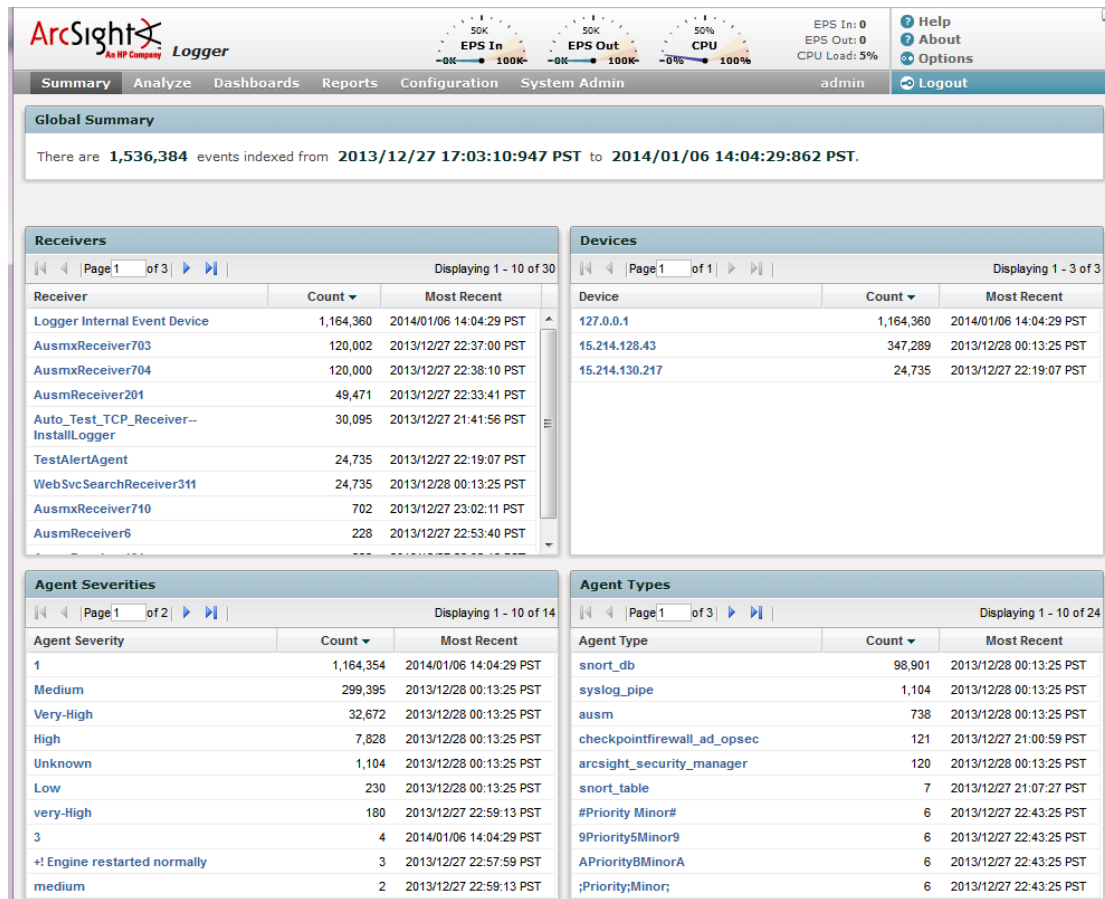 ArcSight
An HP Company
Logger
50K
EPS In
-0K 100K-
50K
EPS Out
-0K 100K-
50%
CPU
-0% 100%
EPS In: 0
EPS Out: 0
CPU Load: 5%
Help
About
Options
Summary Analyze Dashboards Reports Configuration System Admin admin Logout
Global Summary
There are 1,536,384 events indexed from 2013/12/27 17:03:10:947 PST to 2014/01/06 14:04:29:862 PST.
Receivers
Page 1 of 3 Displaying 1 - 10 of 30
Receiver Count Most Recent
Logger Internal Event Device 1,164,360 2014/01/06 14:04:29 PST
AusmxReceiver703 120,002 2013/12/27 22:37:00 PST
AusmxReceiver704 120,000 2013/12/27 22:38:10 PST
AusmReceiver201 49,471 2013/12/27 22:33:41 PST
Auto_Test_TCP_Receiver--
InstallLogger 30,095 2013/12/27 21:41:56 PST
TestAlertAgent 24,735 2013/12/27 22:19:07 PST
WebSvcSearchReceiver311 24,735 2013/12/28 00:13:25 PST
AusmxReceiver710 702 2013/12/27 23:02:11 PST
AusmReceiver6 228 2013/12/27 22:53:40 PST
Devices
Page 1 of 1 Displaying 1 - 3 of 3
Device Count Most Recent
127.0.0.1 1,164,360 2014/01/06 14:04:29 PST
15.214.128.43 347,289 2013/12/28 00:13:25 PST
15.214.130.217 24,735 2013/12/27 22:19:07 PST
Agent Severities
Page 1 of 2 Displaying 1 - 10 of 14
Agent Severity Count Most Recent
1 1,164,354 2014/01/06 14:04:29 PST
Medium 299,395 2013/12/28 00:13:25 PST
Very-High 32,672 2013/12/28 00:13:25 PST
High 7,828 2013/12/28 00:13:25 PST
Unknown 1,104 2013/12/28 00:13:25 PST
Low 230 2013/12/28 00:13:25 PST
very-High 180 2013/12/27 22:59:13 PST
3 4 2014/01/06 14:04:29 PST
+! Engine restarted normally 3 2013/12/27 22:57:59 PST
medium 2 2013/12/27 22:59:13 PST
Agent Types
Page 1 of 3 Displaying 1 - 10 of 24
Agent Type Count Most Recent
snort_db 98,901 2013/12/28 00:13:25 PST
syslog_pipe 1,104 2013/12/28 00:13:25 PST
ausm 738 2013/12/28 00:13:25 PST
checkpointfirewall_ad_opsec 121 2013/12/27 21:00:59 PST
arcsight_security_manager 120 2013/12/28 00:13:25 PST
snort_table 7 2013/12/27 21:07:27 PST
#Priority Minor# 6 2013/12/27 22:43:25 PST
9Priority5Minor9 6 2013/12/27 22:43:25 PST
APriorityBMinorA 6 2013/12/27 22:43:25 PST
;Priority;Minor; 6 2013/12/27 22:43:25 PST